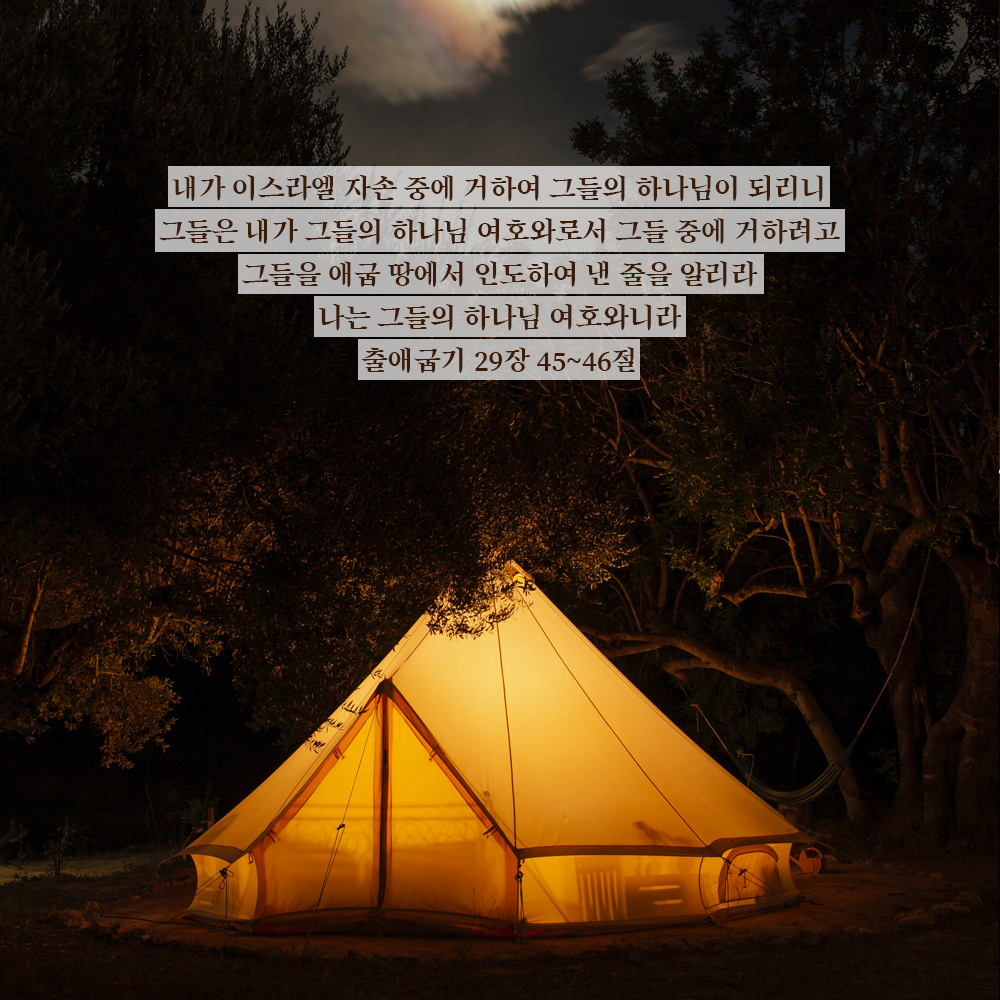 내가 이스라엘 자손 중에 거하여 그들의 하나님이 되리니
그들은 내가 그들의 하나님 여호와로서 그들 중에 거하려고
그들을 애굽 땅에서 인도하여 낸 줄을 알리라
나는 그들의 하나님 여호와니라
출애굽기 29장 45~46절